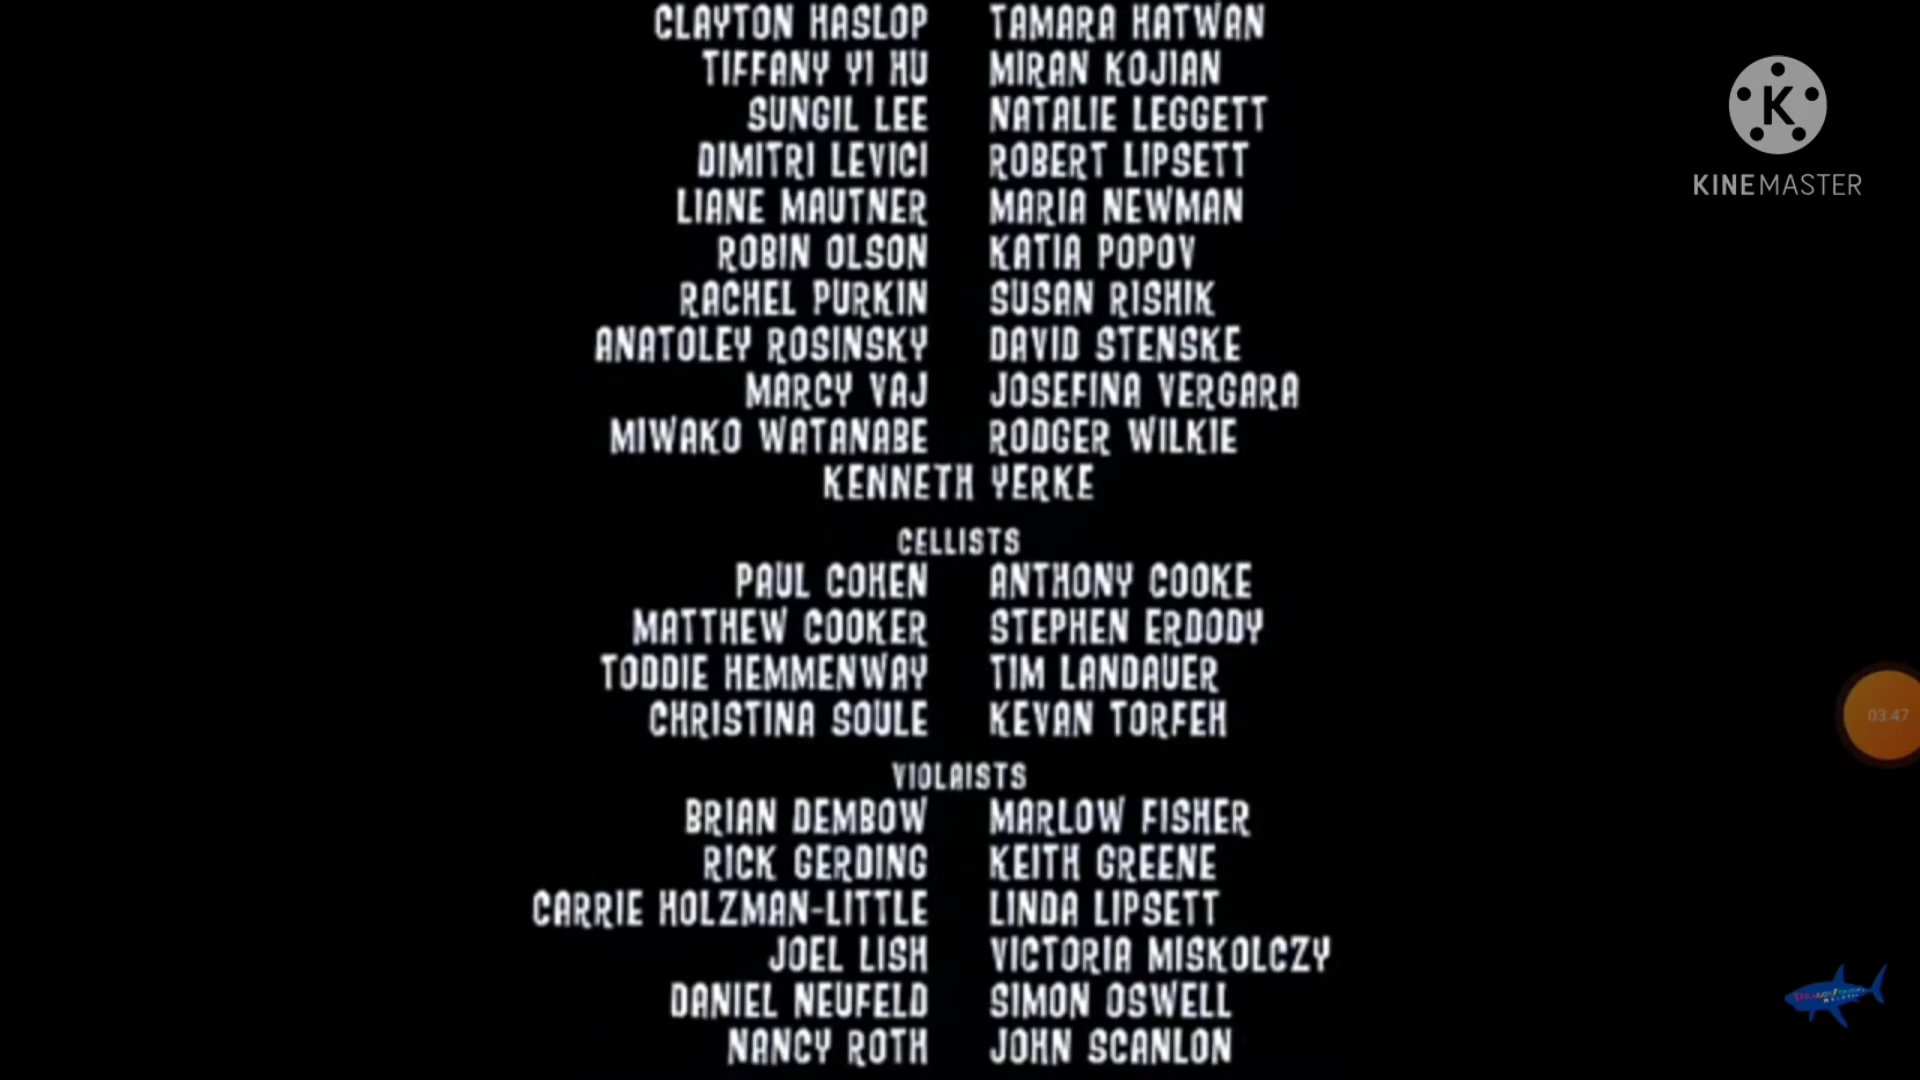 CLAYTON HASLOP TAMARA HATWAN
TIFFANY YI HU MIRAN KOJIAN
SUNGIL LEE NATALIE LEGGETT
DIMITRI LEVICI ROBERT LIPSETT
LIANE MAUTNER MARIA NEWMAN
ROBIN OLSON KATIA POPOV
RACHEL PURKIN SUSAN RISHIK
ANATOLEY ROSINSKY DAVID STENSKE
MARCY VAJ JOSEFINA VERGARA
MIWAKO WATANABE RODGER WILKIE
KENNETH YERKE
CELLISTS
PAUL COHEN ANTHONY COOKE
MATTHEW COOKER STEPHEN ERDODY
TODDIE HEMMENWAY TIM LANDAUER
CHRISTINA SOULE KEVAN TORFEH
VIOLAISTS
BRIAN DEMBOW MARLOW FISHER
RICK GERDING KEITH GREENE
CARRIE HOLZMAN-LITTLE LINDA LIPSETT
JOEL LISH VICTORIA MISKOLCZY
DANIEL NEUFELD SIMON OSWELL
NANCY ROTH JOHN SCANLON
K
KINEMASTER
03:47